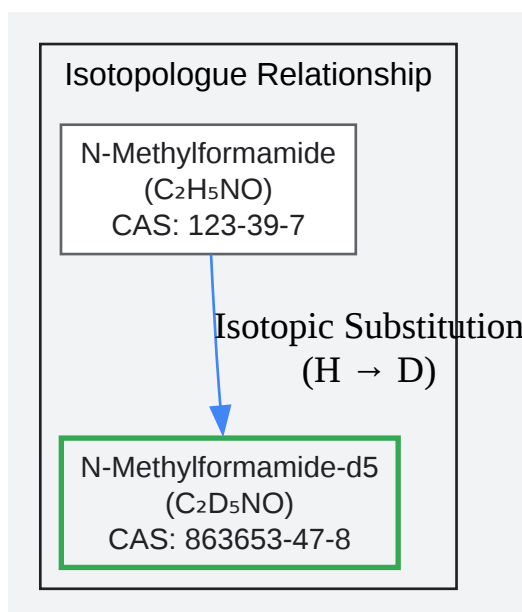 Isotopologue Relationship
N-Methylformamide
(C₂H₅NO)
CAS: 123-39-7
Isotopic Substitution
(H → D)
N-Methylformamide-d5
(C₂D₅NO)
CAS: 863653-47-8